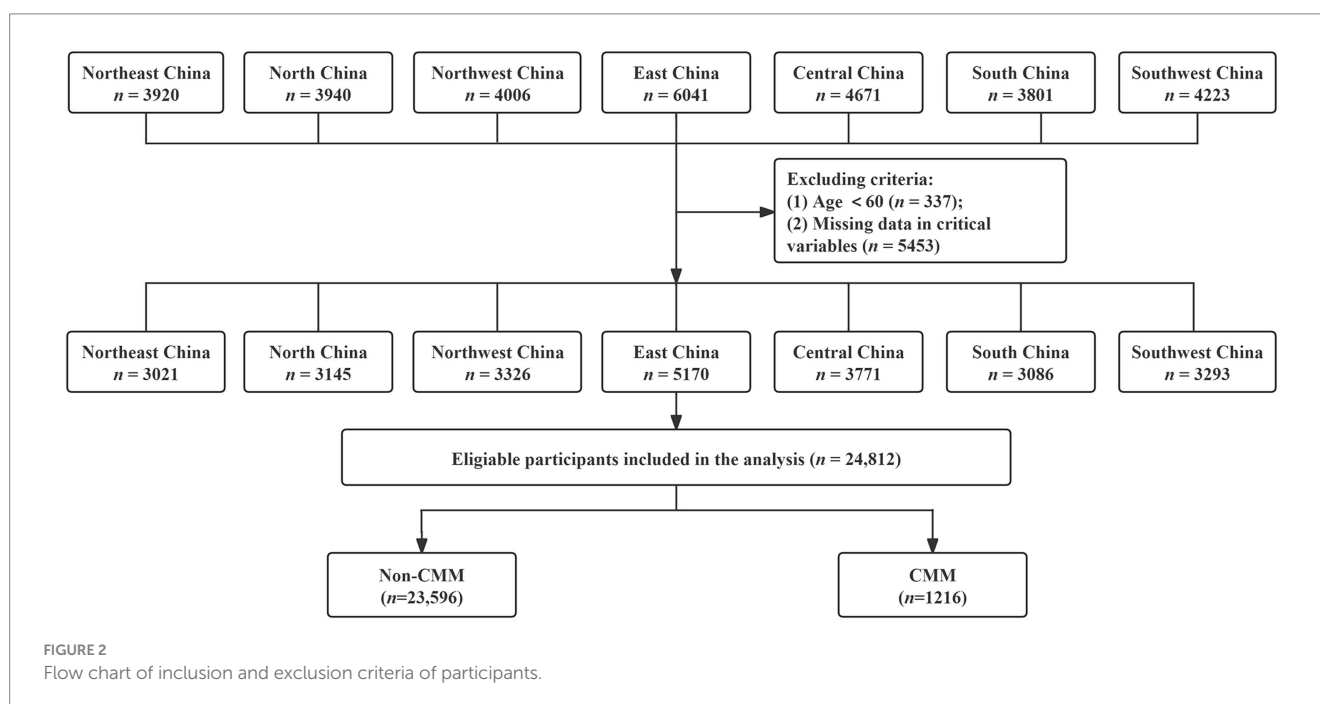 Northeast China
n = 3920
North China
n = 3940
Northwest China
n = 4006
East China
n = 6041
Central China
n = 4671
South China
n = 3801
Southwest China
n = 4223
Excluding criteria:
(1) Age < 60 (n = 337);
(2) Missing data in critical
variables (n = 5453)
Northeast China
n = 3021
North China
n = 3145
Northwest China
n = 3326
East China
n = 5170
Central China
n = 3771
South China
n = 3086
Southwest China
n = 3293
Eligiable participants included in the analysis (n = 24,812)
Non-CMM
(n=23,596)
CMM
(n=1216)
FIGURE 2
Flow chart of inclusion and exclusion criteria of participants.